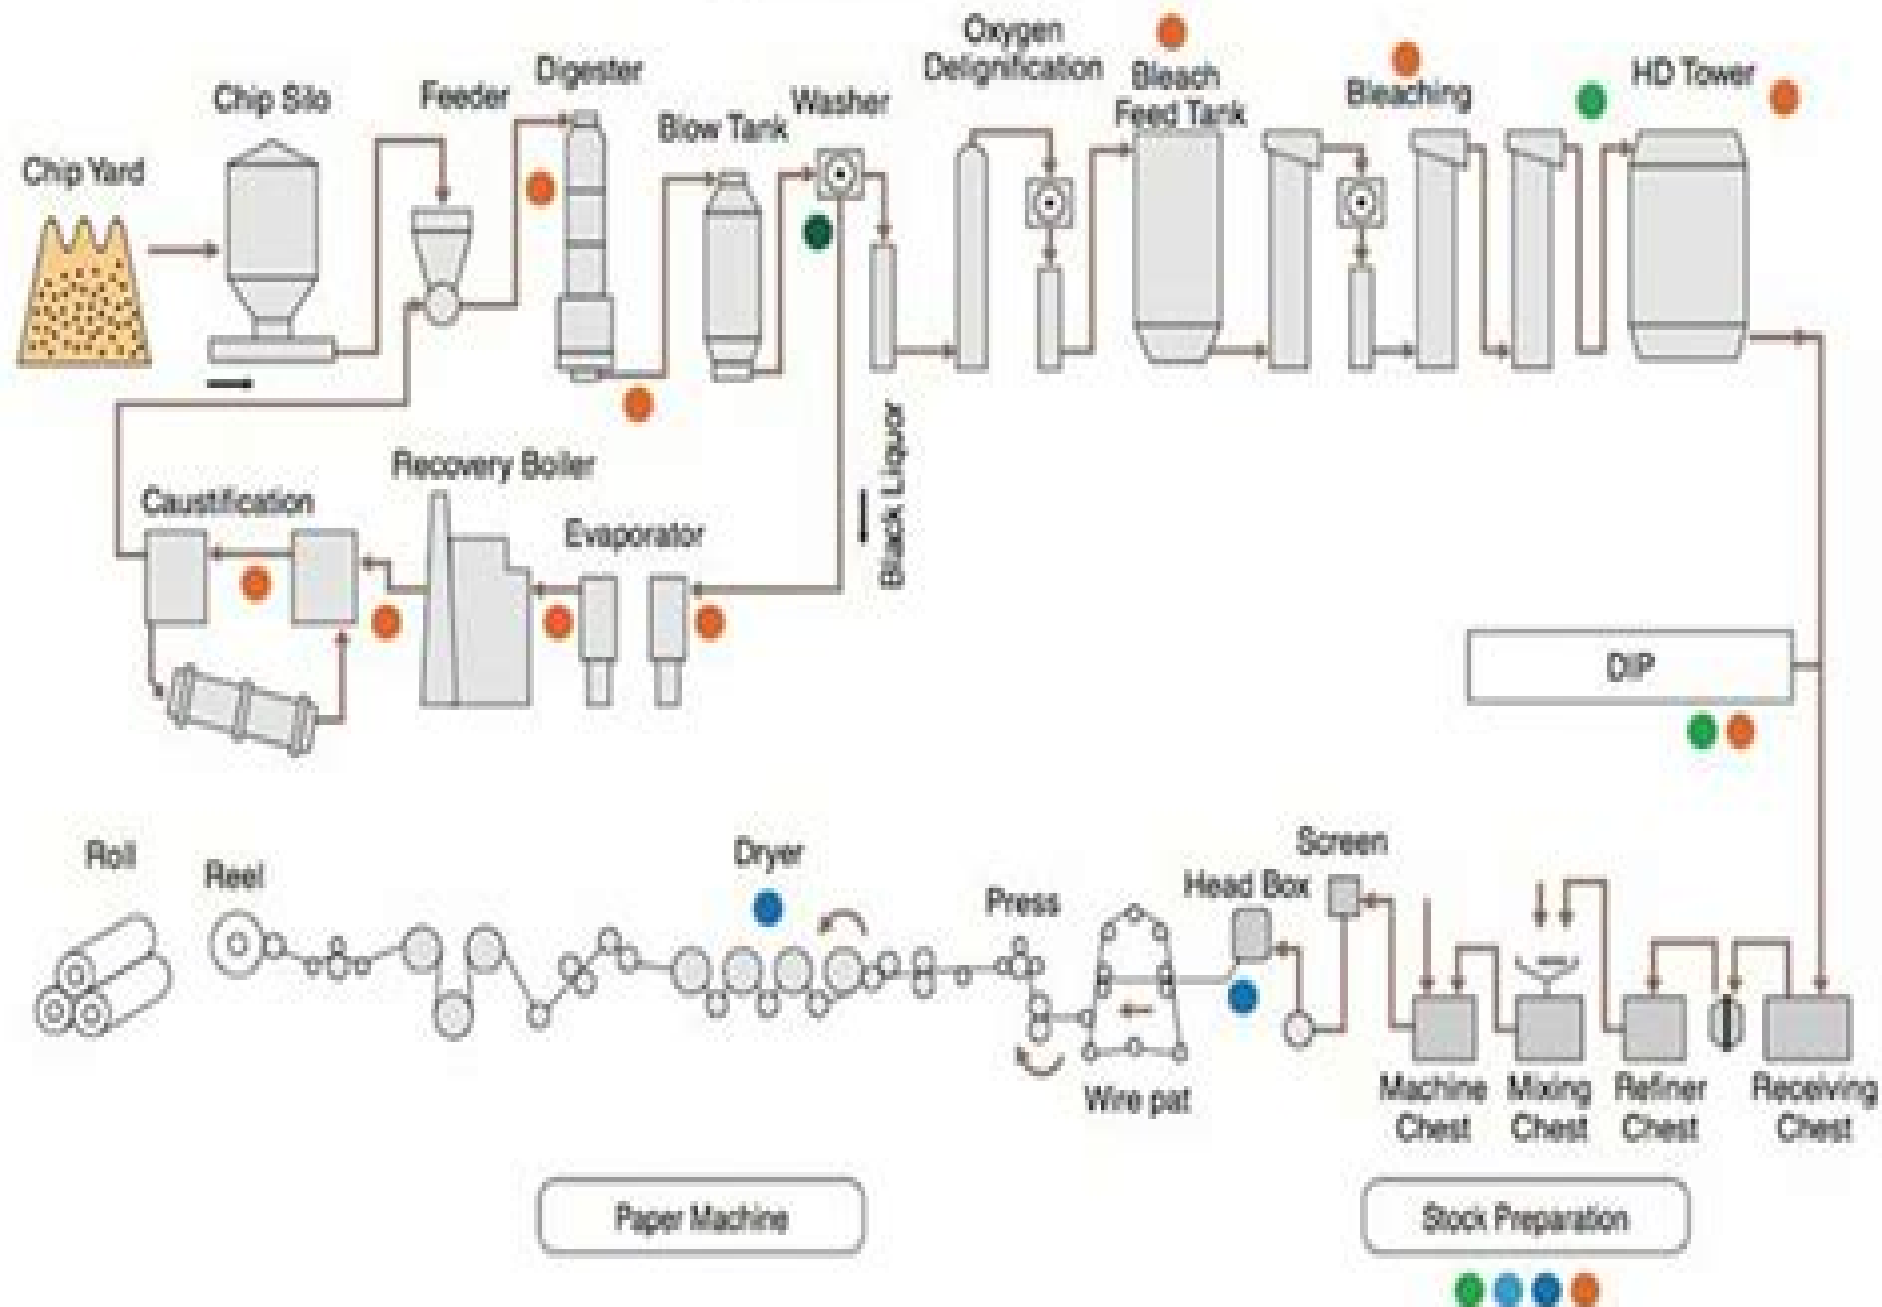 Oxygen
Delignification
Bleach
Feed Tank
Bleaching
HD Tower
Digester
Feeder
Chip Silo
Washer
Blow Tank
Chip Yard
Black Liquor
Recovery Boiler
Caustification
Evaporator
DIP
Roll
Reel
Dryer
Press
Head Box
Screen
Wire pat
Machine
Chest
Mixing
Chest
Refiner
Chest
Receiving
Chest
Paper Machine
Stock Preparation